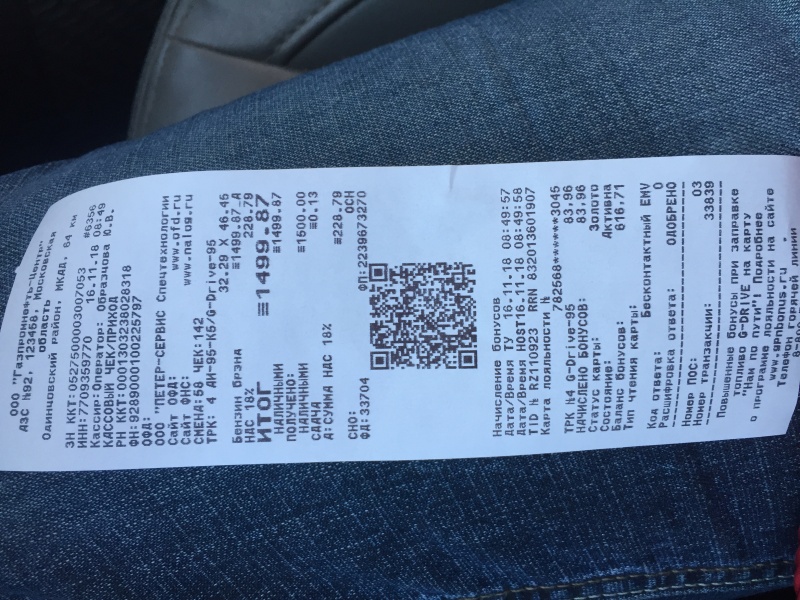 ООО "Газпромнефть-Центр"
АЗС №92, 123458, Московская
область
Одинцовский район, МКАД, 64 км
ЗН ККТ:0527500003007053
ИНН:7709359770 #6356
Кассир:Оператор: 16-11-18 08:49
КАССОВЫЙ ЧЕК/ПРИХОД Образцова Ю.В.
РН ККТ:0001303238028318
ФН:9289000100225797
ОФД:
ООО "ПЕТЕР-СЕРВИС Спецтехнологии
Сайт ОФД: www.ofd.ru
Сайт ФНС: www.nalog.ru
СМЕНА:58 ЧЕК:142
ТРК: 4 АИ-95-К5/G-Drive-95
32.29 X 46.45
Бензин брэнд ≡1499.87_А
НДС 18% 228.79
ИТОГ ≡1499.87
НАЛИЧНЫМИ ≡1499.87
ПОЛУЧЕНО:
НАЛИЧНЫМИ ≡1500.00
СДАЧА ≡0.13
А:СУММА НДС 18% ≡228.79
СНО: ОСН
ФД:33704 ФП:2239673270
Начисление бонусов
Дата/Время ТУ 16-11-18 08:49:57
Дата/Время HOST16-11-18 08:49:58
TID № RZ110923 RRN 832013601907
Карта лояльности №
782568******3045
ТРК №4 G-Drive-95 83,96
НАЧИСЛЕНО БОНУСОВ: 83,96
Статус карты: Золото
Состояние: Активна
Баланс бонусов: 616.71
Тип чтения карты:
Бесконтактный EMV
Код ответа: 0
Расшифровка ответа: ОДОБРЕНО
Номер ПОС: 03
Номер транзакции: 33839
Повышенные бонусы при заправке
топливом G-DRIVE на карту
"Нам по пути"! Подробнее
о программе лояльности на сайте
www.gpnbonus.ru
Телефон горячей линии